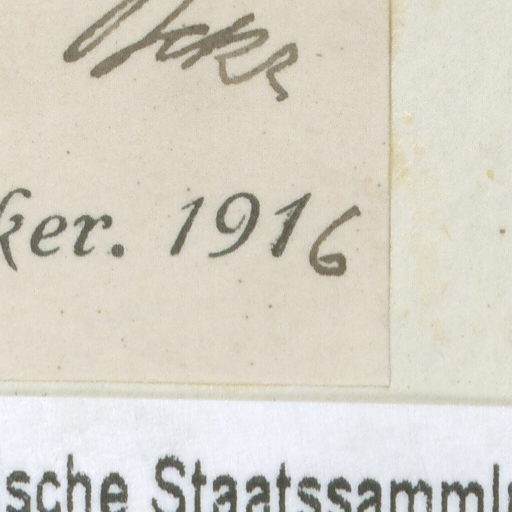 ker. 1916
sche Staatssamml